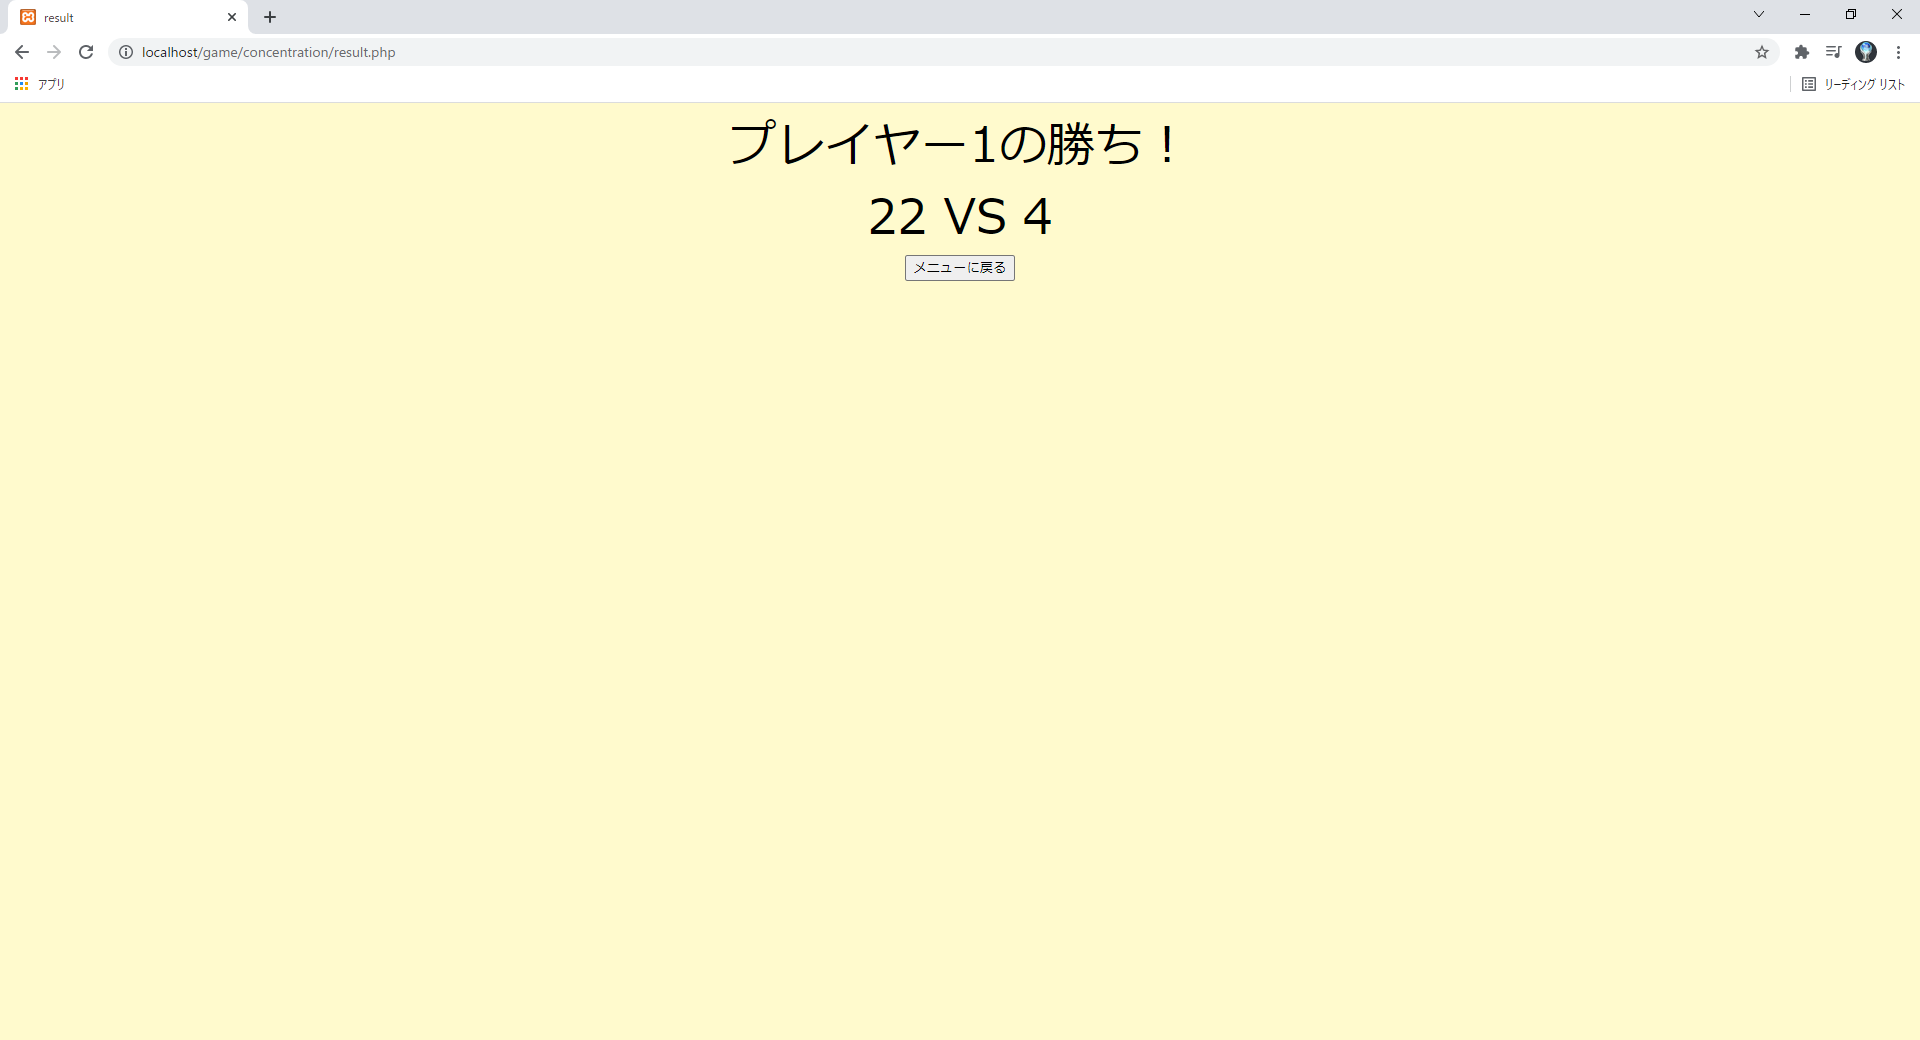 result
localhost/game/concentration/result.php
アプリ
リーディング リスト
プレイヤー1の勝ち！
22 VS 4
メニューに戻る